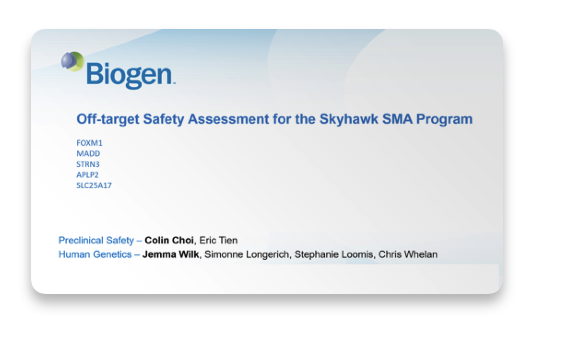 Biogen.
Off-target Safety Assessment for the Skyhawk SMA Program
FOXM1
MADD
STRN3
APLP2
SLC25A17
Preclinical Safety – Colin Choi, Eric Tien
Human Genetics – Jemma Wilk, Simonne Longerich, Stephanie Loomis, Chris Whelan